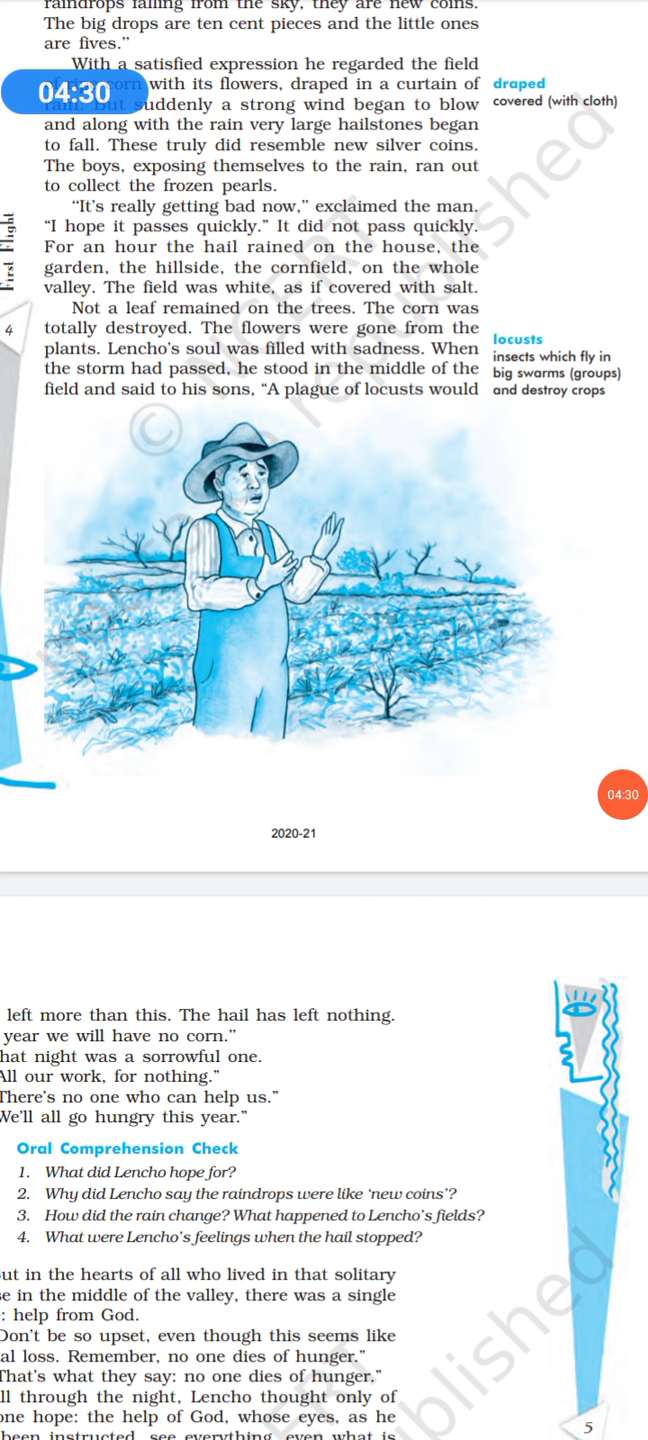 raindrops falling from the sky, they are new coins.
The big drops are ten cent pieces and the little ones
are fives.”
With a satisfied expression he regarded the field
with its flowers, draped in a curtain of
04:30
suddenly a strong wind began to blow
and along with the rain very large hailstones began
to fall. These truly did resemble new silver coins.
The boys, exposing themselves to the rain, ran out
to collect the frozen pearls.
“It’s really getting bad now,” exclaimed the man.
“I hope it passes quickly.” It did not pass quickly.
For an hour the hail rained on the house, the
garden, the hillside, the cornfield, on the whole
valley. The field was white, as if covered with salt.
Not a leaf remained on the trees. The corn was
totally destroyed. The flowers were gone from the
plants. Lencho’s soul was filled with sadness. When
the storm had passed, he stood in the middle of the
field and said to his sons, “A plague of locusts would
draped
covered (with cloth)
locusts
insects which fly in
big swarms (groups)
and destroy crops
First Flight
4
© NCERT
republished
04:30
2020-21
left more than this. The hail has left nothing.
year we will have no corn.”
hat night was a sorrowful one.
All our work, for nothing.”
There’s no one who can help us.”
We’ll all go hungry this year.”
Oral Comprehension Check
1. What did Lencho hope for?
2. Why did Lencho say the raindrops were like ‘new coins’?
3. How did the rain change? What happened to Lencho’s fields?
4. What were Lencho’s feelings when the hail stopped?
ut in the hearts of all who lived in that solitary
se in the middle of the valley, there was a single
: help from God.
Don’t be so upset, even though this seems like
al loss. Remember, no one dies of hunger.”
That’s what they say: no one dies of hunger.”
ll through the night, Lencho thought only of
one hope: the help of God, whose eyes, as he
been instructed, see everything, even what is
5